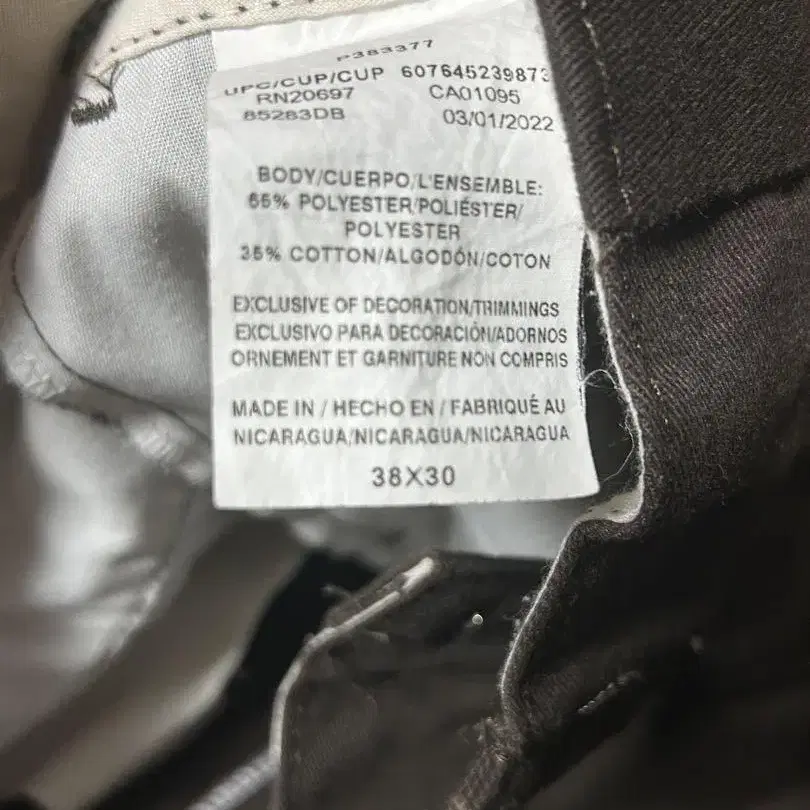 P383377
UPC/CUP/CUP 607645239873
RN20697 CA01095
85283DB 03/01/2022
BODY/CUERPO/L'ENSEMBLE:
65% POLYESTER/POLIÉSTER/
POLYESTER
35% COTTON/ALGODÓN/COTON
EXCLUSIVE OF DECORATION/TRIMMINGS
EXCLUSIVO PARA DECORACIÓN/ADORNOS
ORNEMENT ET GARNITURE NON COMPRIS
MADE IN / HECHO EN / FABRIQUÉ AU
NICARAGUA/NICARAGUA/NICARAGUA
38X30